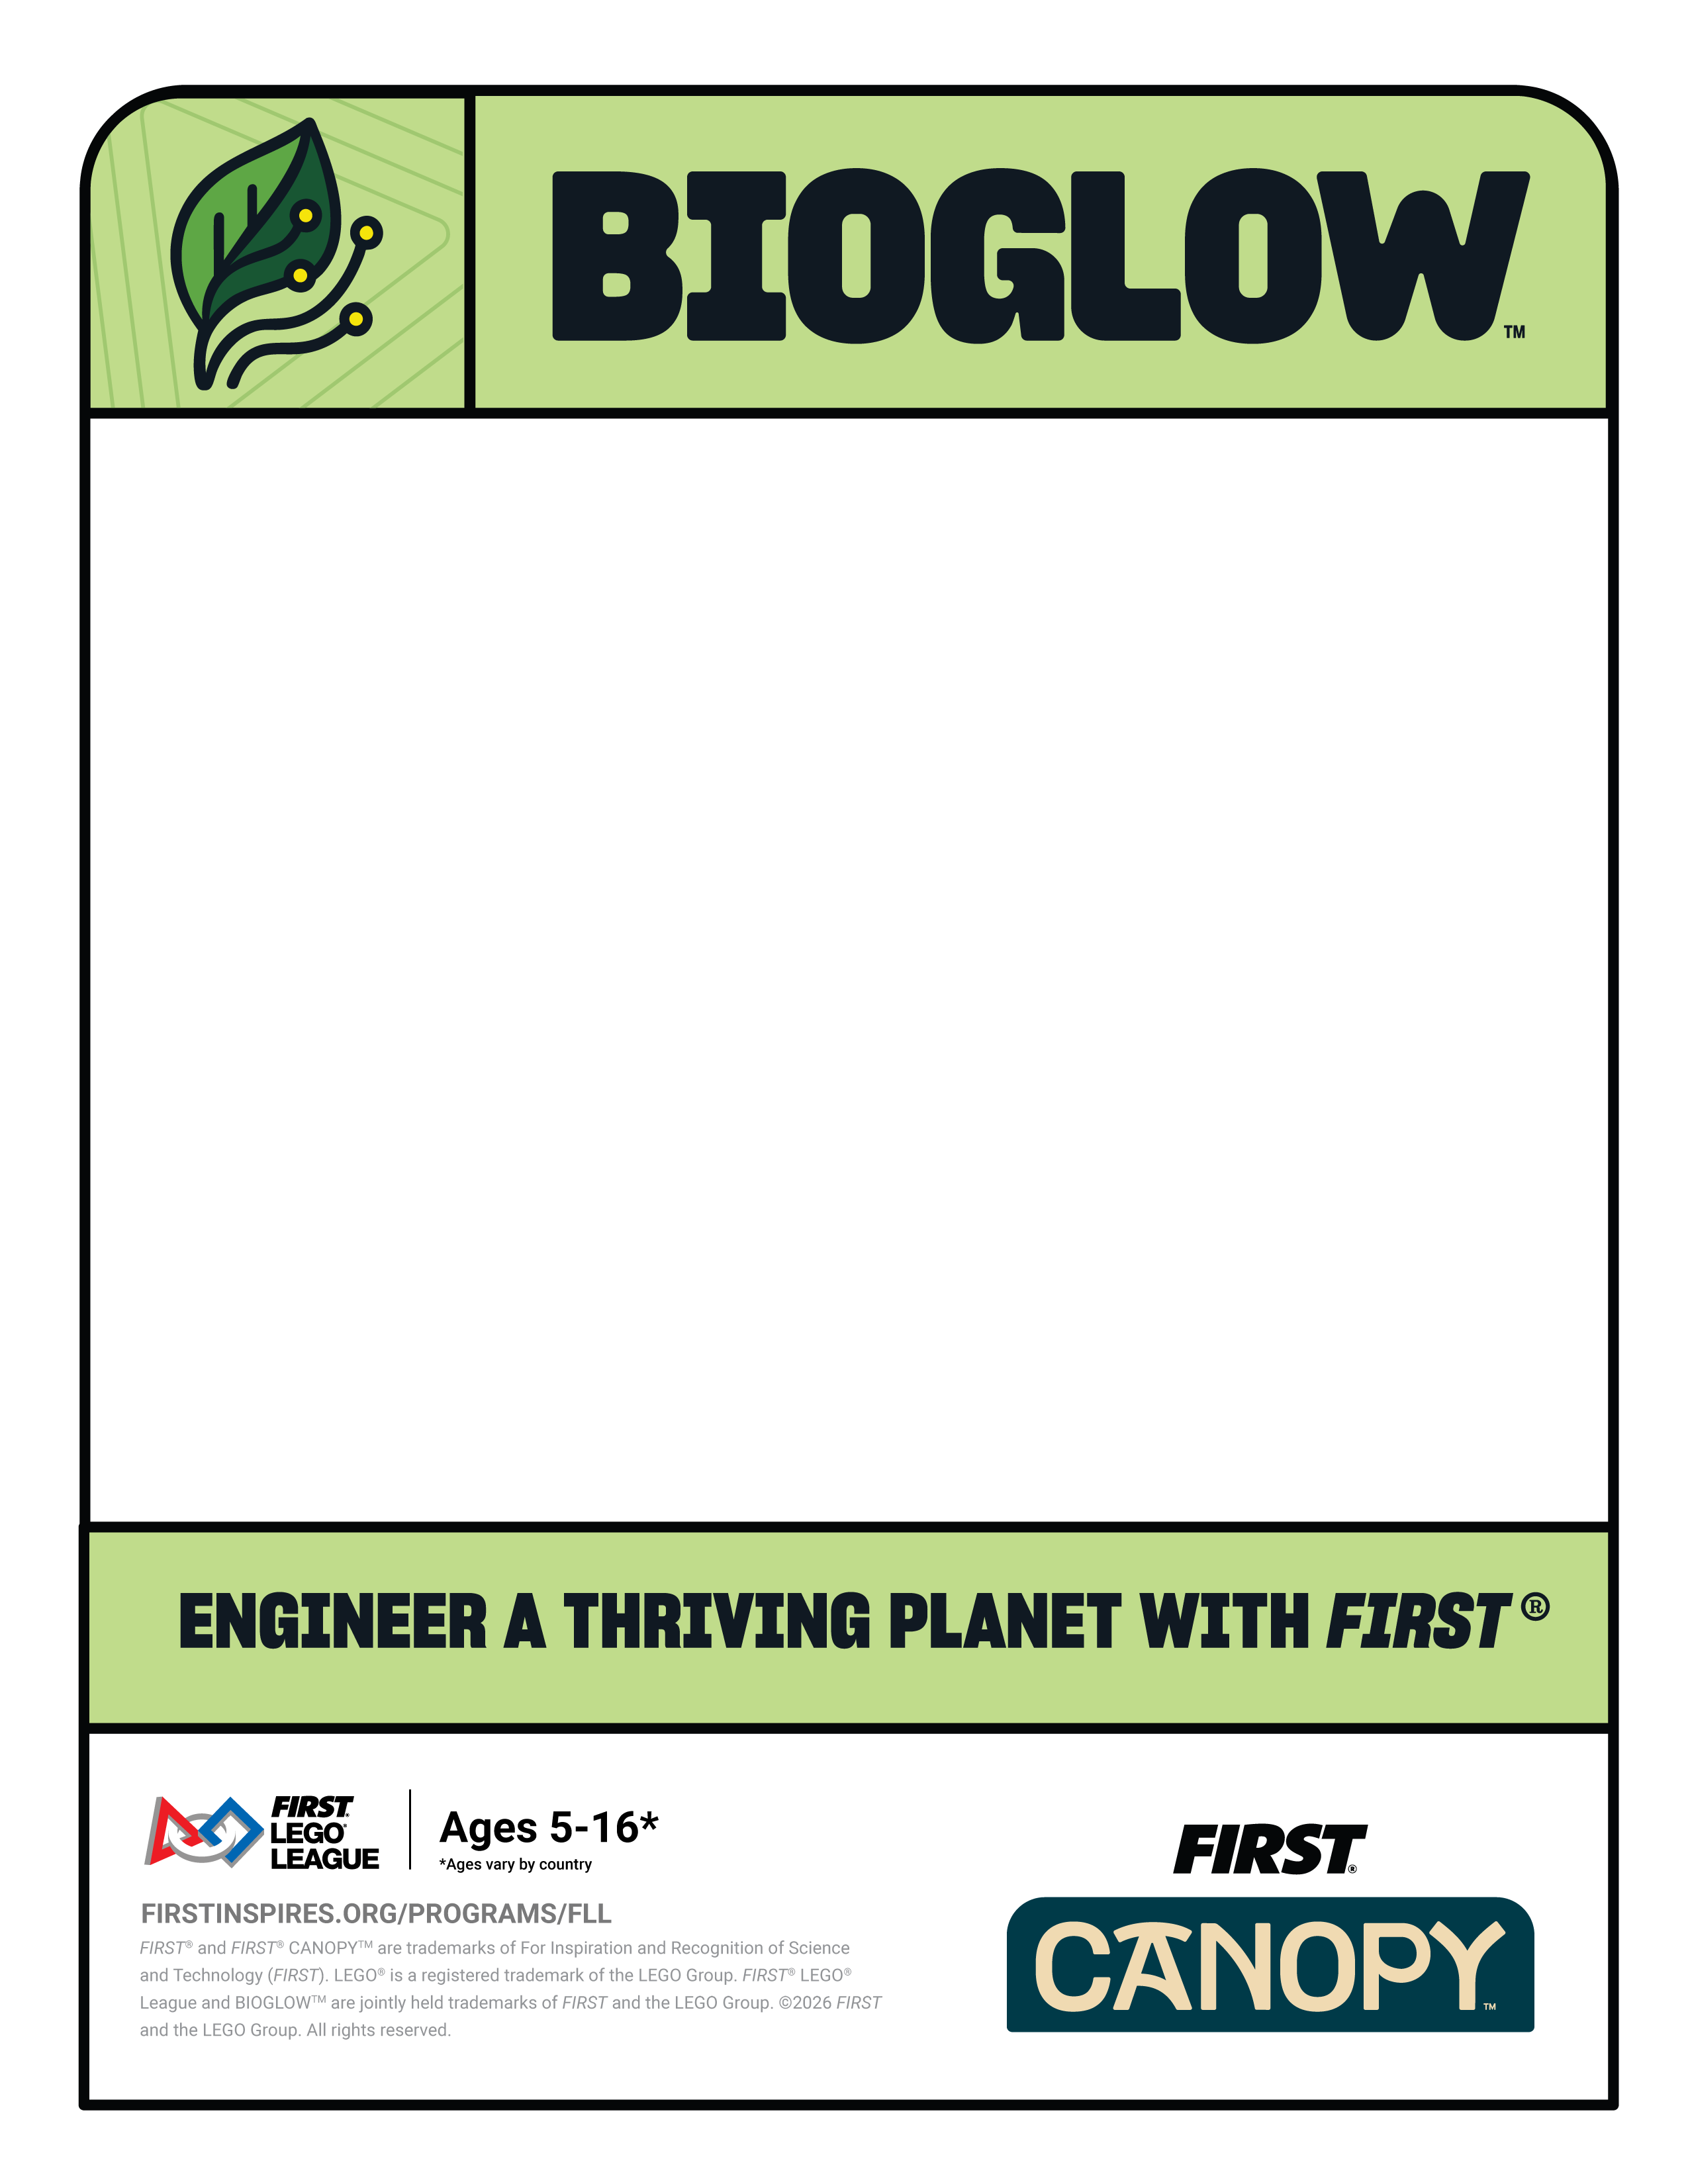 BIOGLOW™
ENGINEER A THRIVING PLANET WITH FIRST®
FIRST®
LEGO®
LEAGUE
Ages 5-16*
*Ages vary by country
FIRSTINSPIRES.ORG/PROGRAMS/FLL
FIRST® and FIRST® CANOPY™ are trademarks of For Inspiration and Recognition of Science
and Technology (FIRST). LEGO® is a registered trademark of the LEGO Group. FIRST® LEGO®
League and BIOGLOW™ are jointly held trademarks of FIRST and the LEGO Group. ©2026 FIRST
and the LEGO Group. All rights reserved.
FIRST®
CANOPY™